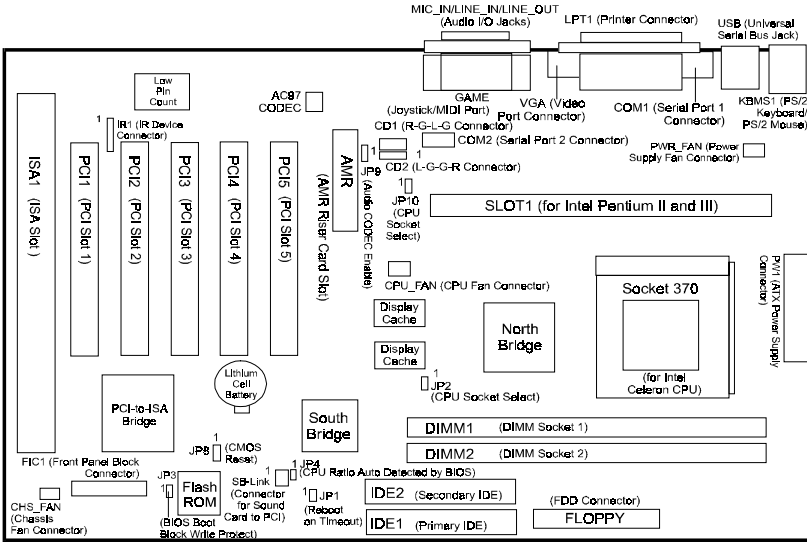 MIC_IN/LINE_IN/LINE_OUT
(Audio I/O Jacks)
LPT1 (Printer Connector)
USB (Universal
Serial Bus Jack)
Low
Pin
Count
AC97
CODEC
GAME
(Joystick/MIDI Port)
VGA (Video
Port Connector)
COM1 (Serial Port 1
Connector)
KBMS1 (PS/2
Keyboard/
PS/2 Mouse)
1
IR1 (IR Device
Connector)
CD1 (R-G-L-G Connector)
COM2 (Serial Port 2 Connector)
1
CD2 (L-G-G-R Connector)
PWR_FAN (Power
Supply Fan Connector)
ISA1 (ISA Slot )
PCI1 (PCI Slot 1)
PCI2 (PCI Slot 2)
PCI3 (PCI Slot 3)
PCI4 (PCI Slot 4)
PCI5 (PCI Slot 5)
AMR
(AMR Riser Card Slot)
1
JP9
(Audio CODEC Enable)
1
JP10
(CPU
Socket
Select)
SLOT1 (for Intel Pentium II and III)
CPU_FAN (CPU Fan Connector)
Socket 370
(for Intel
Celeron CPU)
PW1 (ATX Power Supply
Connector)
Display
Cache
Display
Cache
North
Bridge
1
JP2
(CPU Socket Select)
Lithium
Cell
Battery
PCI-to-ISA
Bridge
South
Bridge
DIMM1 (DIMM Socket 1)
DIMM2 (DIMM Socket 2)
1
JP8
(CMOS
Reset)
FIC1 (Front Panel Block
Connector)
JP3
1
Flash
ROM
SB-Link
(Connector
for Sound
Card to PCI)
1
1
JP4
(CPU Ratio Auto Detected by BIOS)
1
JP1
(Reboot
on Timeout)
IDE2 (Secondary IDE)
IDE1 (Primary IDE)
(FDD Connector)
FLOPPY
CHS_FAN
(Chassis
Fan Connector)
(BIOS Boot
Block Write Protect)